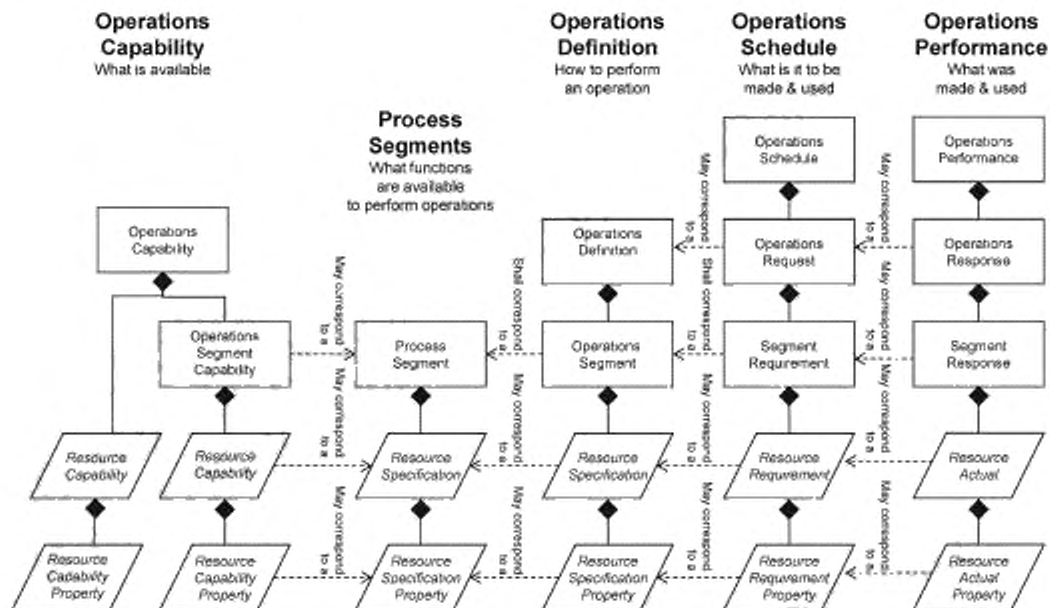 Operations
Capability
What is available
Operations
Definition
How to perform
an operation
Operations
Schedule
What is it to be
made & used
Operations
Performance
What was
made & used
Process
Segments
What functions
are available
to perform operations
Operations
Schedule
Operations
Performance
May correspond
to a
May correspond
to a
Operations
Capability
Operations
Definition
Operations
Request
Operations
Response
May correspond
to a
Shall correspond
to a
Shall correspond
to a
May correspond
to a
Operations
Segment
Capability
Process
Segment
Operations
Segment
Segment
Requirement
Segment
Response
May correspond
to a
May correspond
to a
May correspond
to a
May correspond
to a
Resource
Capability
Resource
Capability
Resource
Specification
Resource
Specification
Resource
Requirement
Resource
Actual
May correspond
to a
May correspond
to a
May correspond
to a
May correspond
to a
Resource
Capability
Property
Resource
Capability
Property
Resource
Specification
Property
Resource
Specification
Property
Resource
Requirement
Property
Resource
Actual
Property